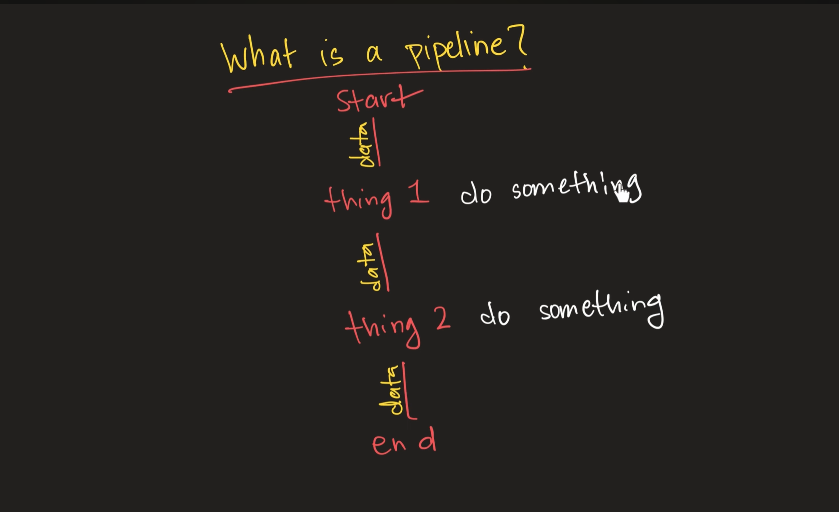 What is a pipeline?
start
data
thing 1 do something
data
thing 2 do something
data
end